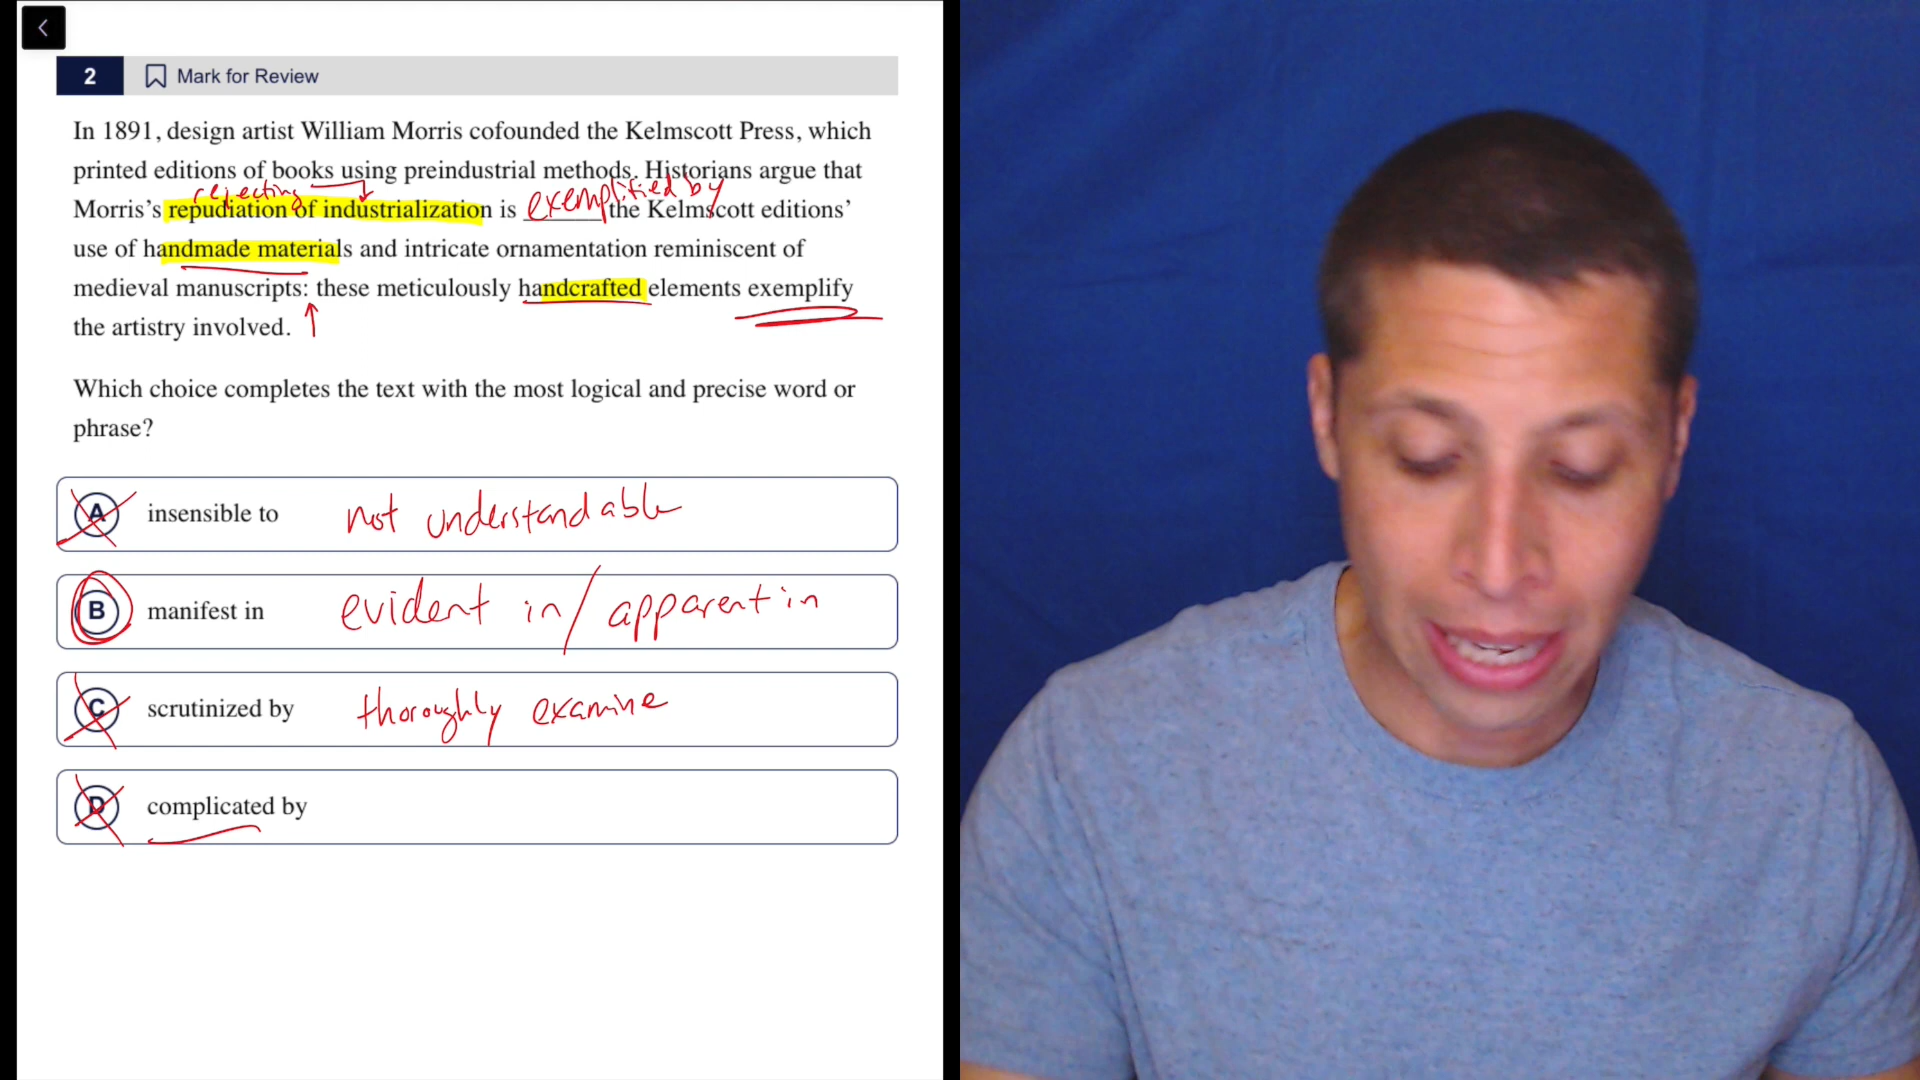 2 Mark for Review
In 1891, design artist William Morris cofounded the Kelmscott Press, which
printed editions of books using preindustrial methods. Historians argue that
rejecting exemplified by
Morris's repudiation of industrialization is ______ the Kelmscott editions'
use of handmade materials and intricate ornamentation reminiscent of
medieval manuscripts: these meticulously handcrafted elements exemplify
the artistry involved.
Which choice completes the text with the most logical and precise word or
phrase?
A insensible to not understandable
B manifest in evident in/apparent in
C scrutinized by thoroughly examine
D complicated by